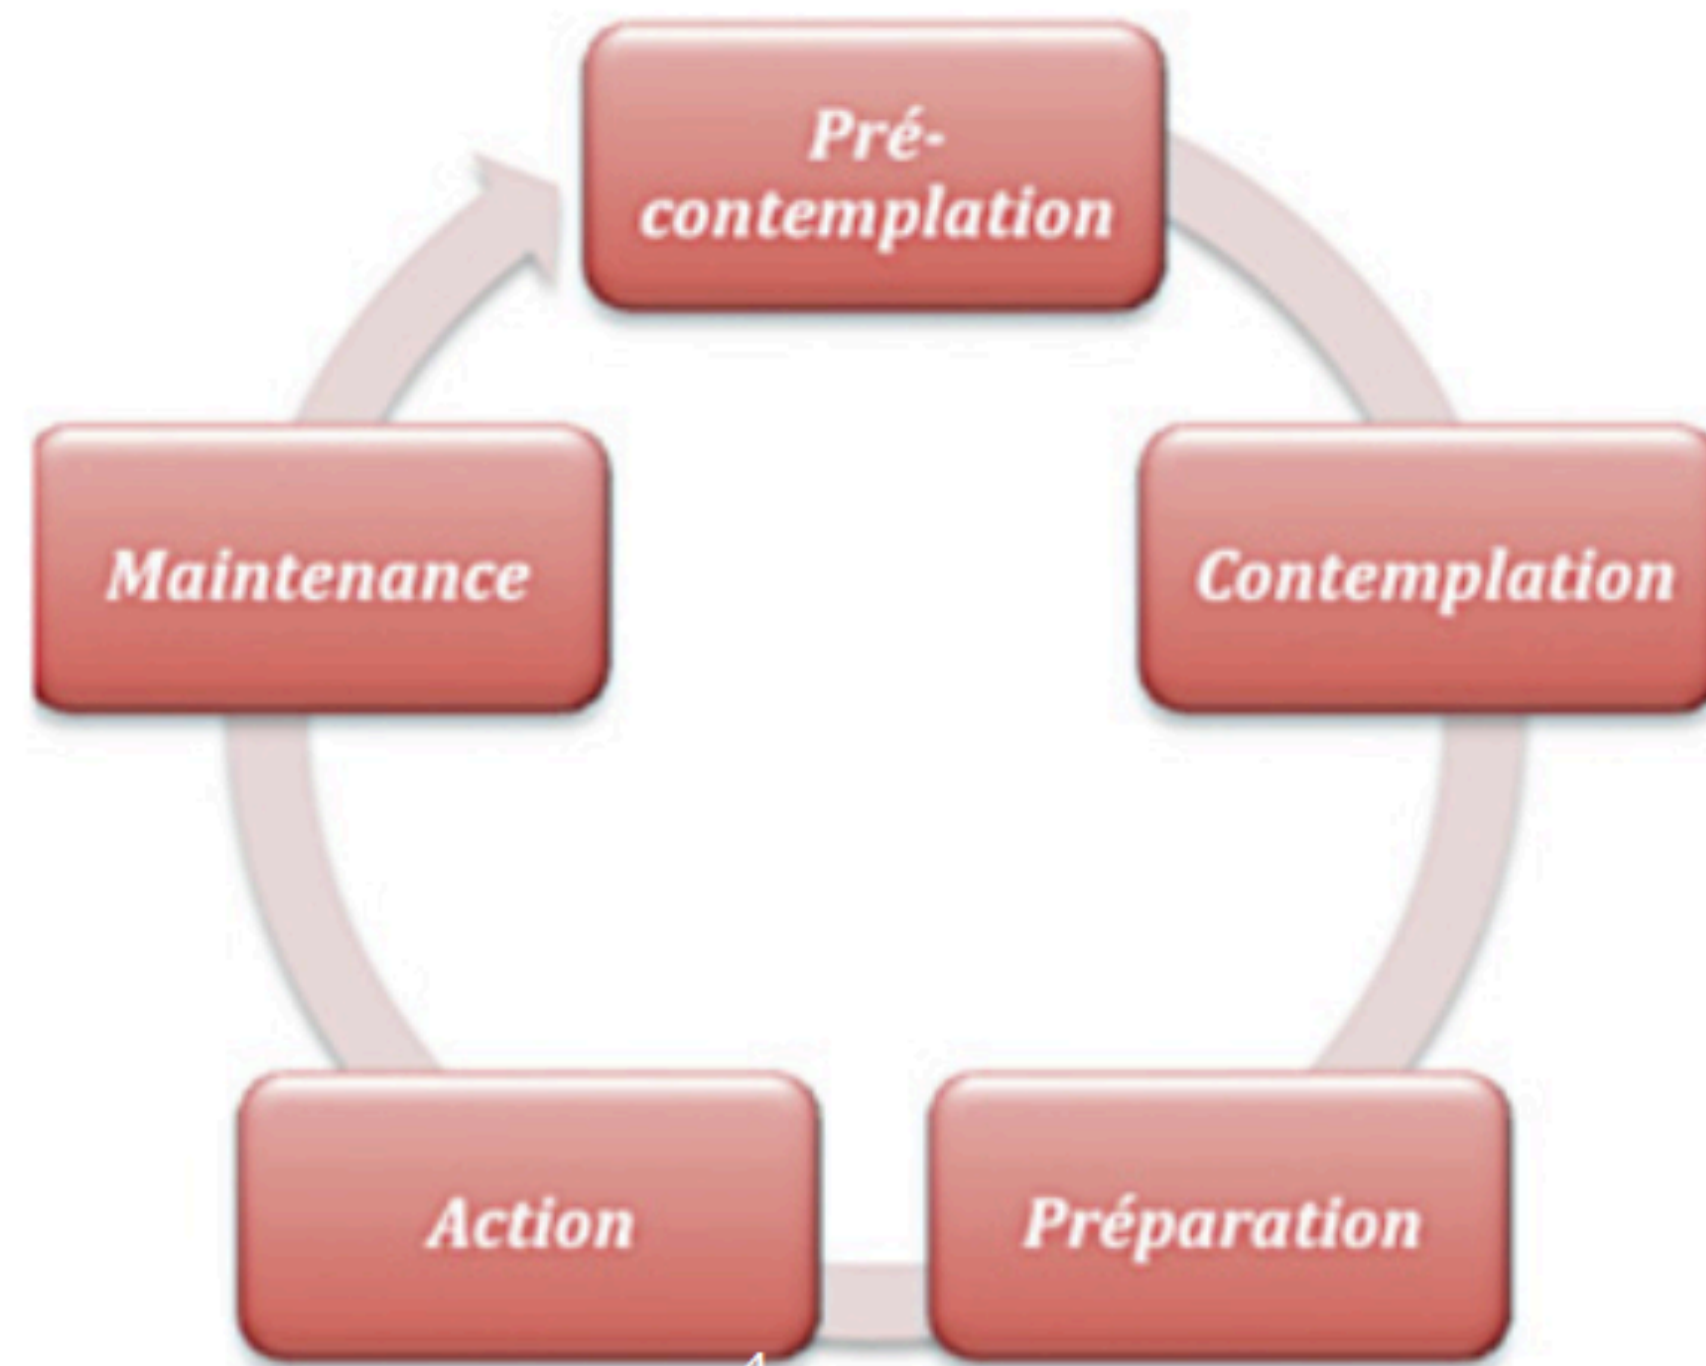 Pré-
contemplation
Contemplation
Préparation
Action
Maintenance